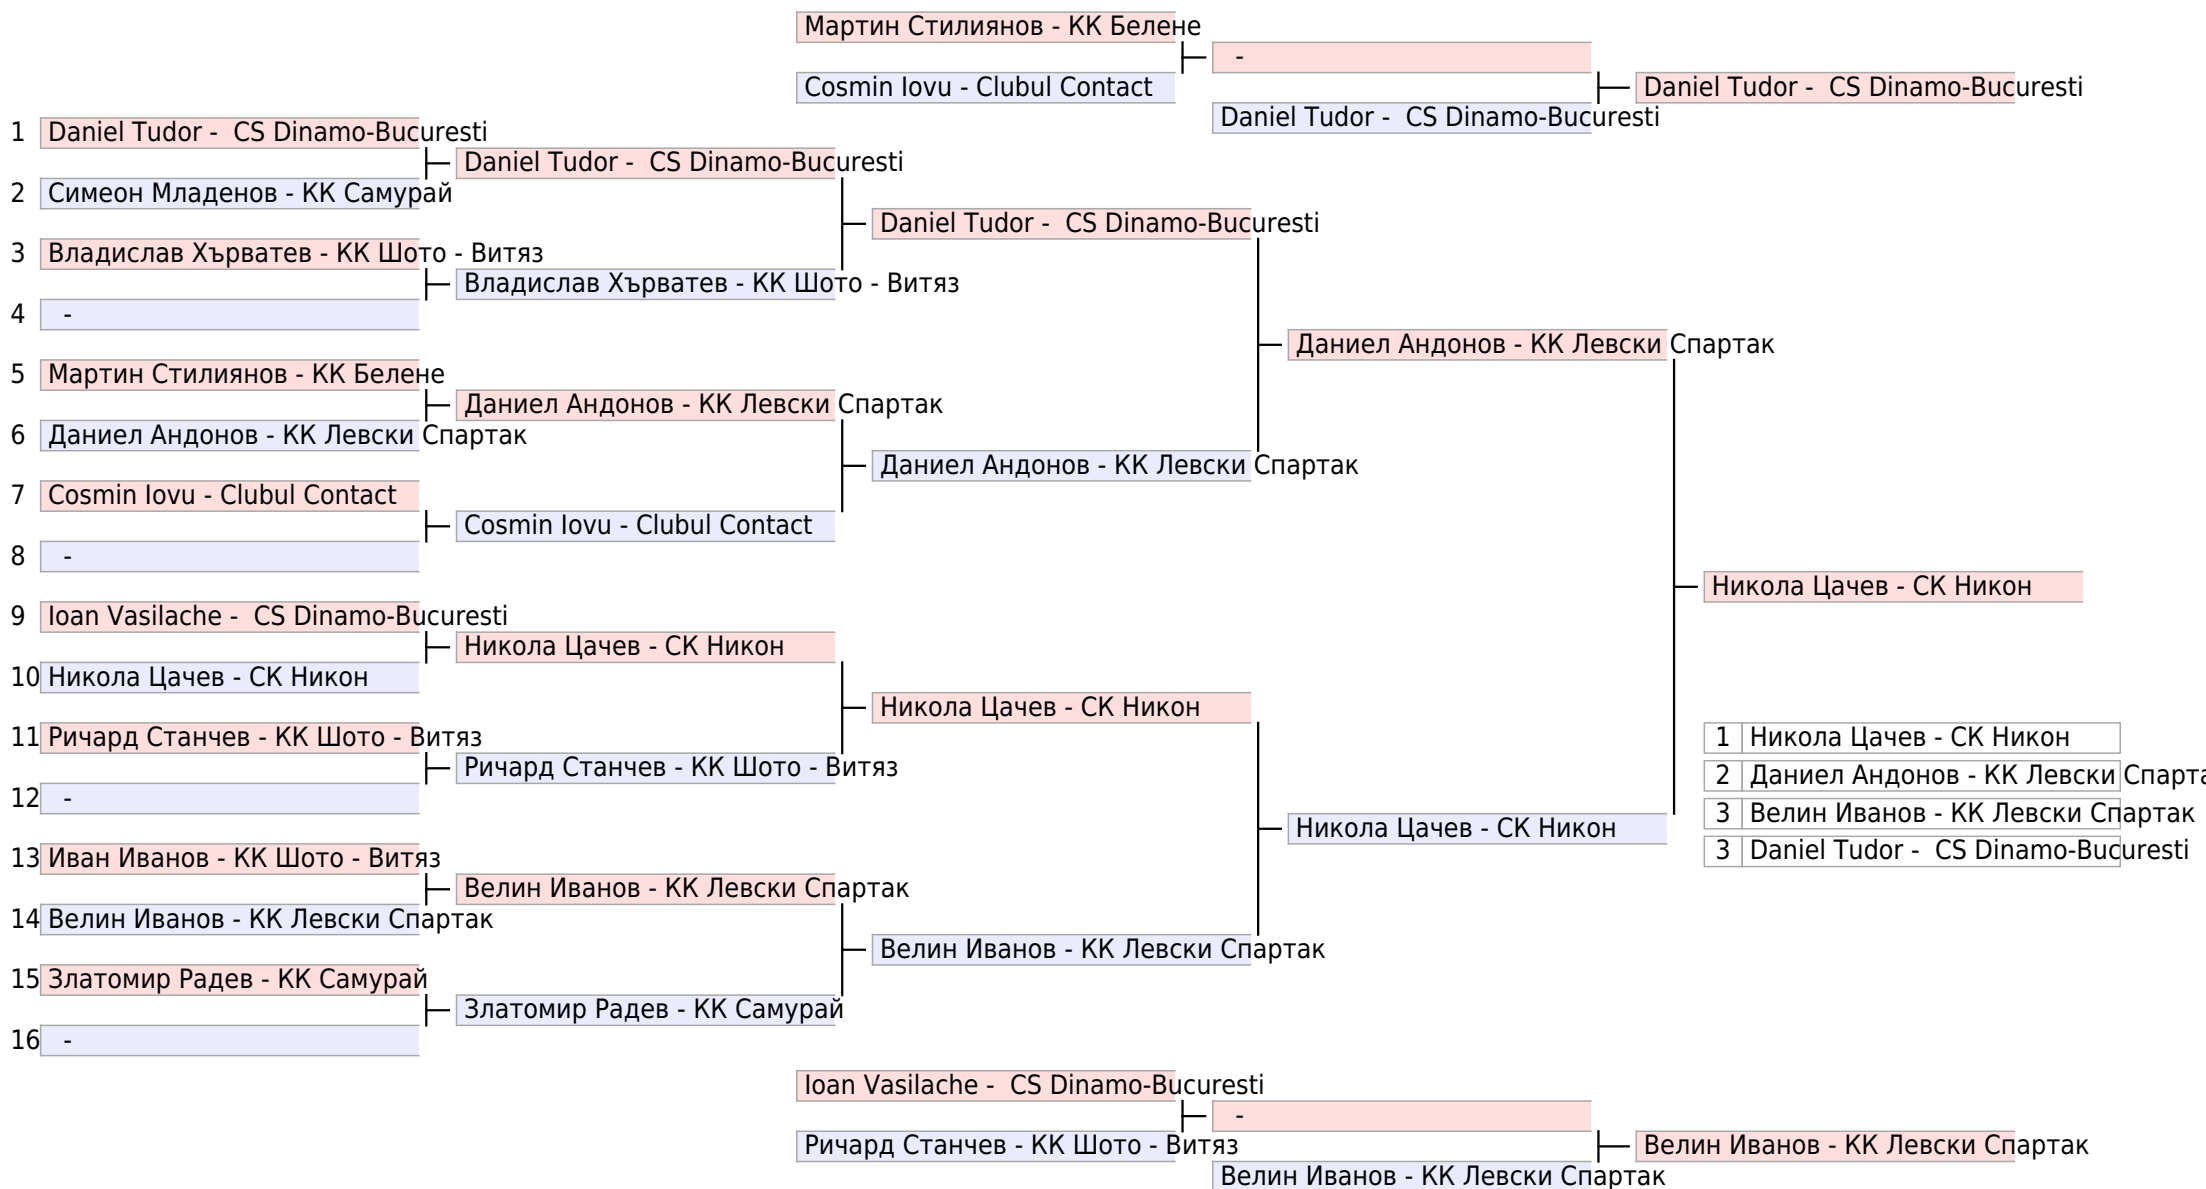 Мартин Стилиянов - КК Белене
-
Cosmin Iovu - Clubul Contact
Daniel Tudor - CS Dinamo-Bucuresti
Daniel Tudor - CS Dinamo-Bucuresti
1 Daniel Tudor - CS Dinamo-Bucuresti
Daniel Tudor - CS Dinamo-Bucuresti
2 Симеон Младенов - КК Самурай
Daniel Tudor - CS Dinamo-Bucuresti
3 Владислав Хърватев - КК Шото - Витяз
Владислав Хърватев - КК Шото - Витяз
4 -
Даниел Андонов - КК Левски Спартак
5 Мартин Стилиянов - КК Белене
Даниел Андонов - КК Левски Спартак
6 Даниел Андонов - КК Левски Спартак
Даниел Андонов - КК Левски Спартак
7 Cosmin Iovu - Clubul Contact
Cosmin Iovu - Clubul Contact
8 -
Никола Цачев - СК Никон
9 Ioan Vasilache - CS Dinamo-Bucuresti
Никола Цачев - СК Никон
10 Никола Цачев - СК Никон
Никола Цачев - СК Никон
11 Ричард Станчев - КК Шото - Витяз
Ричард Станчев - КК Шото - Витяз
12 -
Никола Цачев - СК Никон
1 Никола Цачев - СК Никон
2 Даниел Андонов - КК Левски Спарта
3 Велин Иванов - КК Левски Спартак
3 Daniel Tudor - CS Dinamo-Bucuresti
13 Иван Иванов - КК Шото - Витяз
Велин Иванов - КК Левски Спартак
14 Велин Иванов - КК Левски Спартак
Велин Иванов - КК Левски Спартак
15 Златомир Радев - КК Самурай
Златомир Радев - КК Самурай
16 -
Ioan Vasilache - CS Dinamo-Bucuresti
-
Ричард Станчев - КК Шото - Витяз
Велин Иванов - КК Левски Спартак
Велин Иванов - КК Левски Спартак